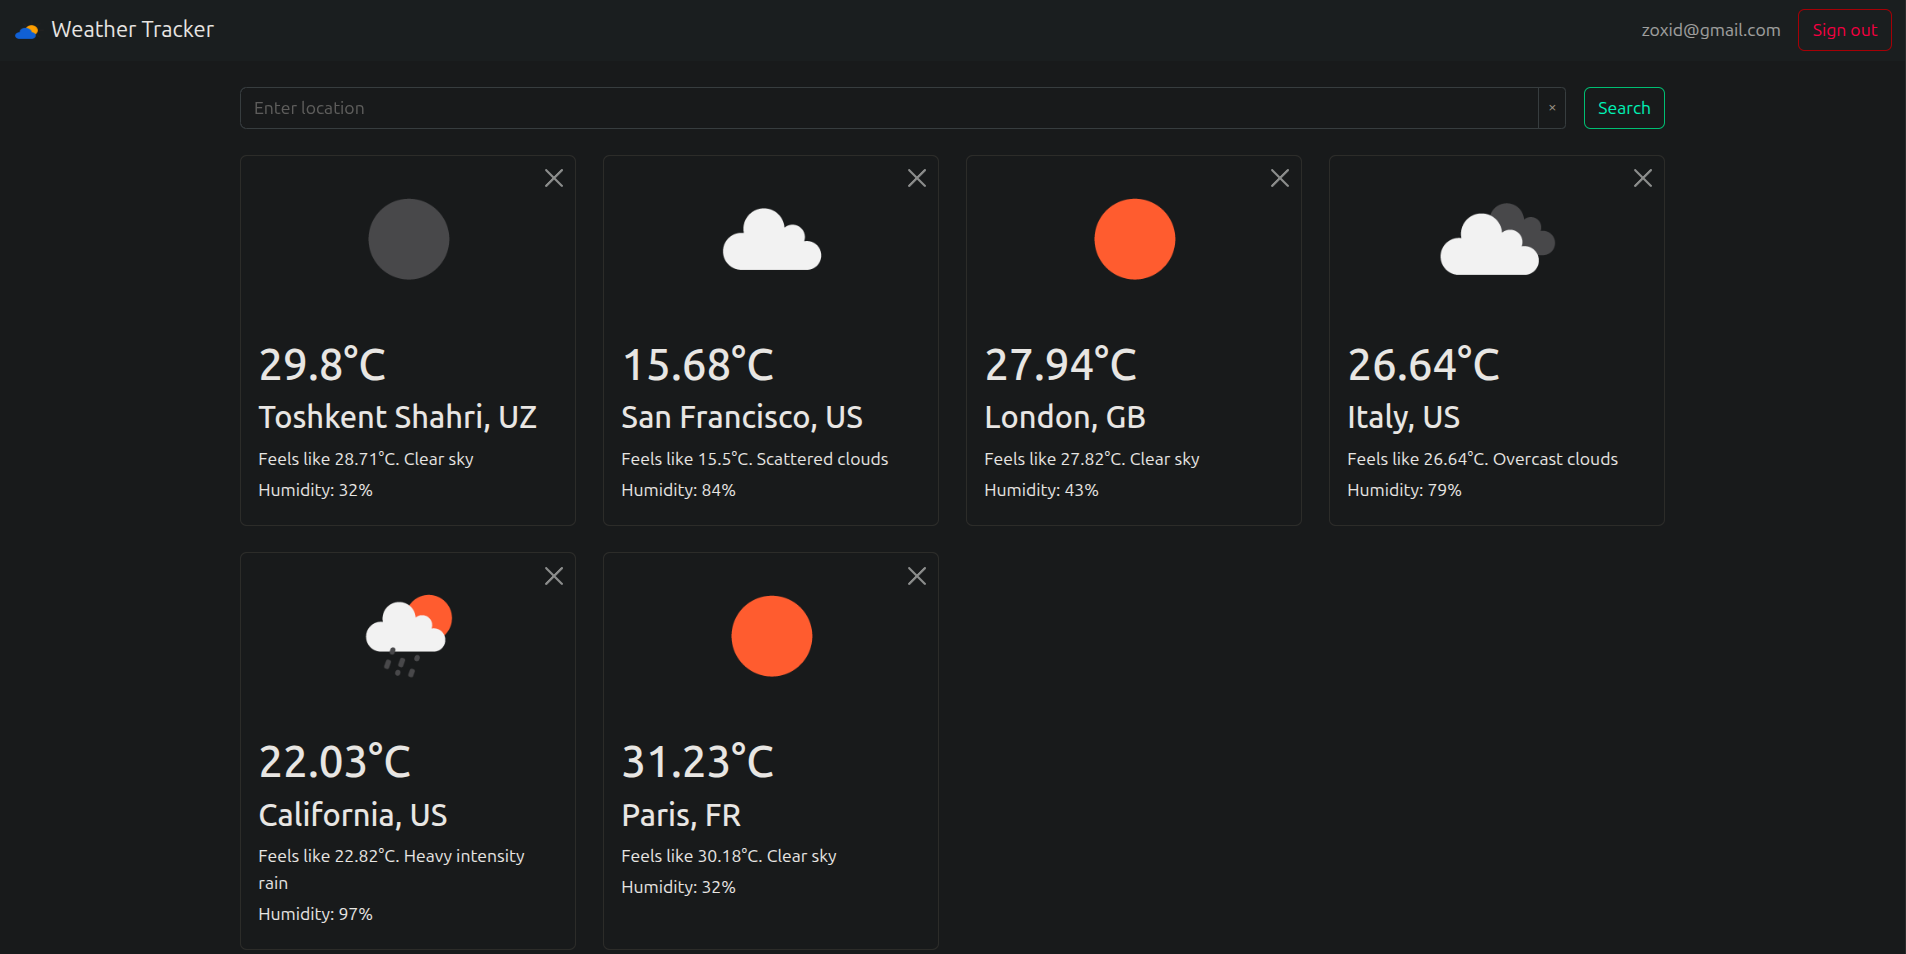 Weather Tracker
zoxid@gmail.com
Sign out
Enter location
×
Search
29.8°C
Toshkent Shahri, UZ
Feels like 28.71°C. Clear sky
Humidity: 32%
15.68°C
San Francisco, US
Feels like 15.5°C. Scattered clouds
Humidity: 84%
27.94°C
London, GB
Feels like 27.82°C. Clear sky
Humidity: 43%
26.64°C
Italy, US
Feels like 26.64°C. Overcast clouds
Humidity: 79%
22.03°C
California, US
Feels like 22.82°C. Heavy intensity
rain
Humidity: 97%
31.23°C
Paris, FR
Feels like 30.18°C. Clear sky
Humidity: 32%